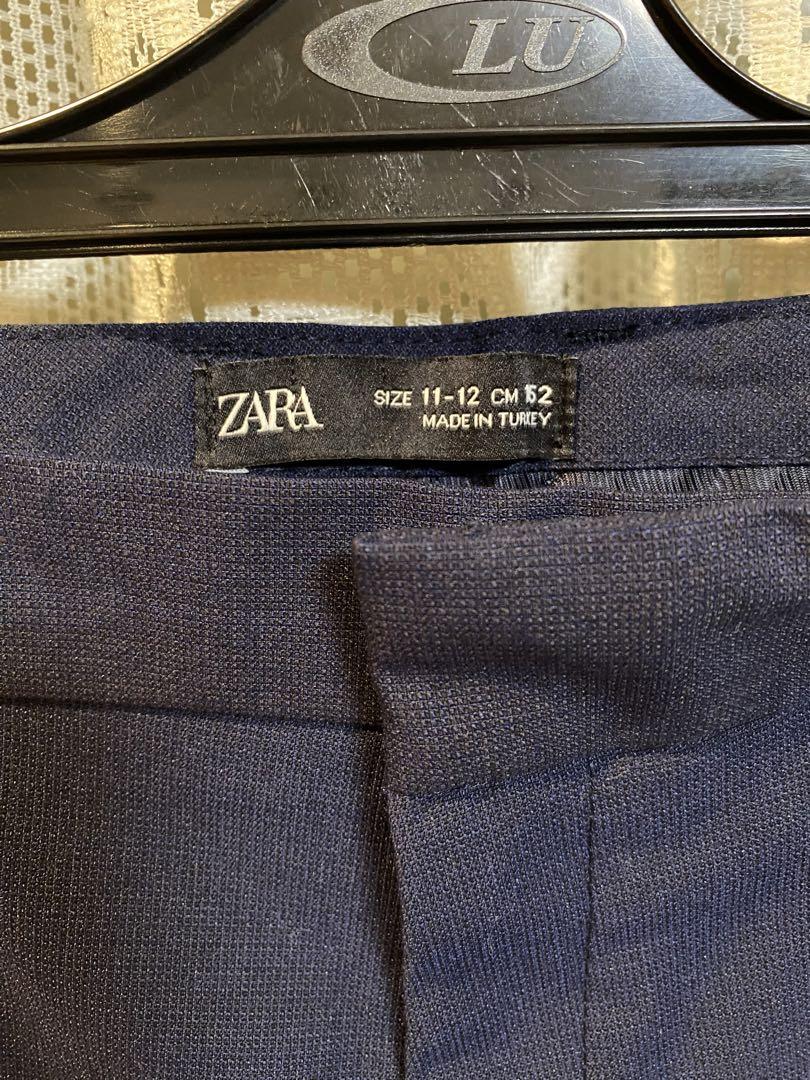 LU
ZARA
SIZE 11-12 CM 152
MADE IN TURKEY